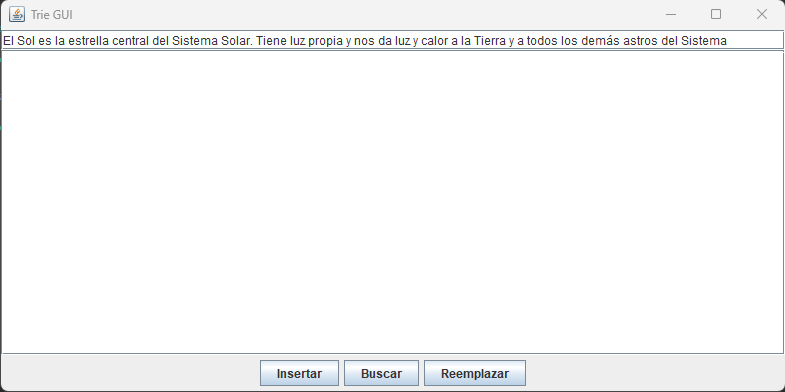 Trie GUI
El Sol es la estrella central del Sistema Solar. Tiene luz propia y nos da luz y calor a la Tierra y a todos los demás astros del Sistema
Insertar Buscar Reemplazar